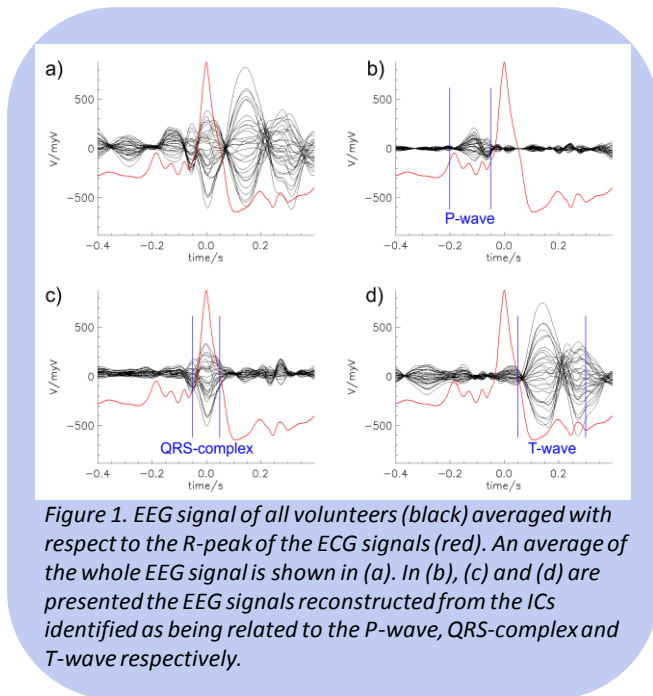 a)
b)
500
0
-500
V/myV
-0.4
-0.2
0.0
0.2
time/s
500
0
-500
V/myV
P-wave
-0.4
-0.2
0.0
0.2
time/s
c)
d)
500
0
-500
V/myV
QRS-complex
-0.4
-0.2
0.0
0.2
time/s
500
0
-500
V/myV
T-wave
-0.4
-0.2
0.0
0.2
time/s
Figure 1. EEG signal of all volunteers (black) averaged with
respect to the R-peak of the ECG signals (red). An average of
the whole EEG signal is shown in (a). In (b), (c) and (d) are
presented the EEG signals reconstructed from the ICs
identified as being related to the P-wave, QRS-complex and
T-wave respectively.